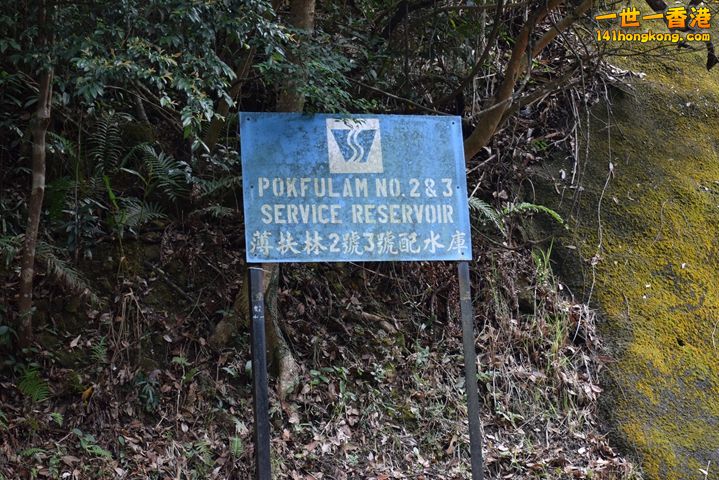 一世一香港
141hongkong.com
POKFULAM NO. 2 & 3
SERVICE RESERVOIR
薄扶林2號3號配水庫